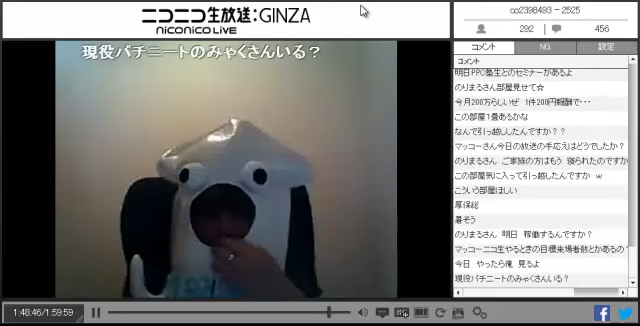 ニコニコ生放送:GINZA
niconico LIVE
co2398493 - 2525
292
456
コメント
NG
設定
コメント
現役パチニートのみゃくさんいる？
明日PPC塾生とのセミナーがあるよ
のりまるさん部屋見せて☆
今月200万らしいぜ 1件200円報酬で・・・
この部屋1畳あるかな
なんで引っ越ししたんですか？？
マッコーさん今日の放送の手応えはどうでしたか？
のりまるさん ご家族の方はもう 寝られたのですか
この部屋気に入って引っ越したんですか w
こういう部屋ほしい
厚保総
暑そう
のりまるさん 明日 稼働するんですか？
マッコーニコ生やるときの目標来場者数とかあるの？
今日 やったら俺 見るよ
現役パチニートのみゃくさんいる？
1:48:46/1:59:59